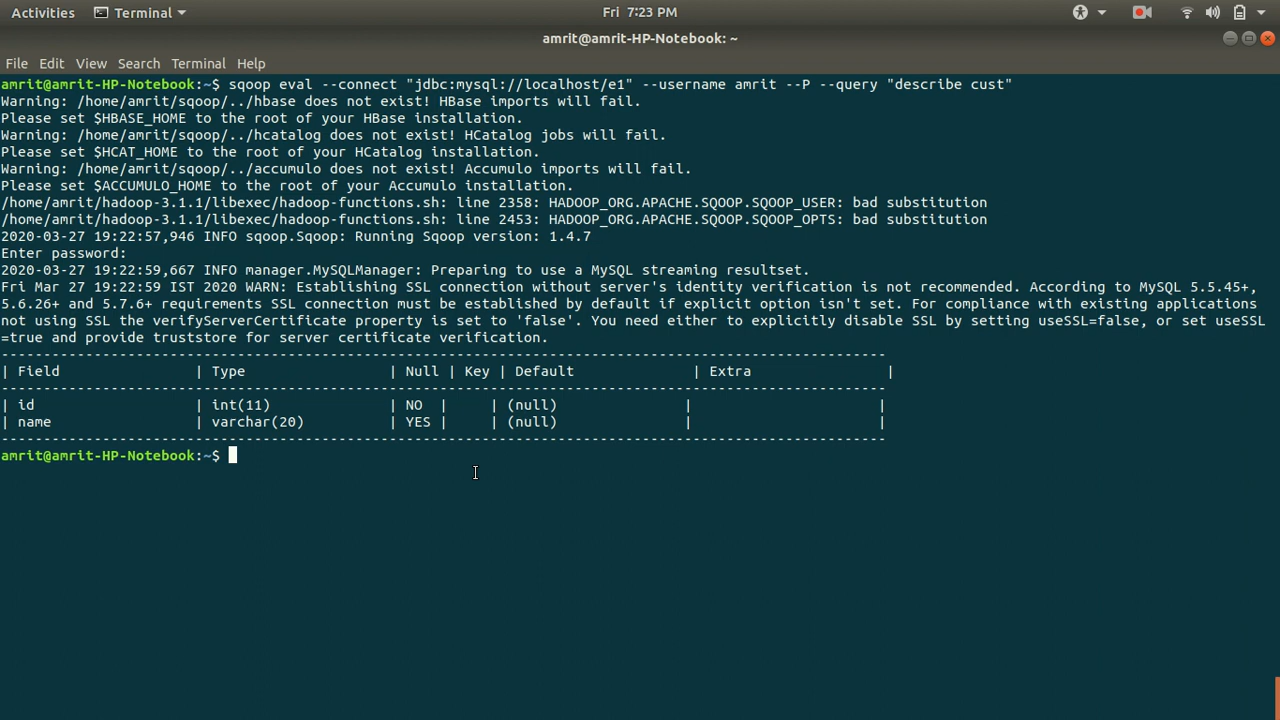 Activities Terminal Fri 7:23 PM
amrit@amrit-HP-Notebook: ~
File Edit View Search Terminal Help
amrit@amrit-HP-Notebook:~$ sqoop eval --connect "jdbc:mysql://localhost/e1" --username amrit --P --query "describe cust"
Warning: /home/amrit/sqoop/../hbase does not exist! HBase imports will fail.
Please set $HBASE_HOME to the root of your HBase installation.
Warning: /home/amrit/sqoop/../hcatalog does not exist! HCatalog jobs will fail.
Please set $HCAT_HOME to the root of your HCatalog installation.
Warning: /home/amrit/sqoop/../accumulo does not exist! Accumulo imports will fail.
Please set $ACCUMULO_HOME to the root of your Accumulo installation.
/home/amrit/hadoop-3.1.1/libexec/hadoop-functions.sh: line 2358: HADOOP_ORG.APACHE.SQOOP.SQOOP_USER: bad substitution
/home/amrit/hadoop-3.1.1/libexec/hadoop-functions.sh: line 2453: HADOOP_ORG.APACHE.SQOOP.SQOOP_OPTS: bad substitution
2020-03-27 19:22:57,946 INFO sqoop.Sqoop: Running Sqoop version: 1.4.7
Enter password:
2020-03-27 19:22:59,667 INFO manager.MySQLManager: Preparing to use a MySQL streaming resultset.
Fri Mar 27 19:22:59 IST 2020 WARN: Establishing SSL connection without server's identity verification is not recommended. According to MySQL 5.5.45+,
5.6.26+ and 5.7.6+ requirements SSL connection must be established by default if explicit option isn't set. For compliance with existing applications
not using SSL the verifyServerCertificate property is set to 'false'. You need either to explicitly disable SSL by setting useSSL=false, or set useSSL
=true and provide truststore for server certificate verification.
---------------------------------------------------------------------------------------------------------
| Field                | Type                 | Null | Key | Default              | Extra                |
---------------------------------------------------------------------------------------------------------
| id                   | int(11)              | NO  |     | (null)               |                      |
| name                 | varchar(20)          | YES |     | (null)               |                      |
---------------------------------------------------------------------------------------------------------
amrit@amrit-HP-Notebook:~$